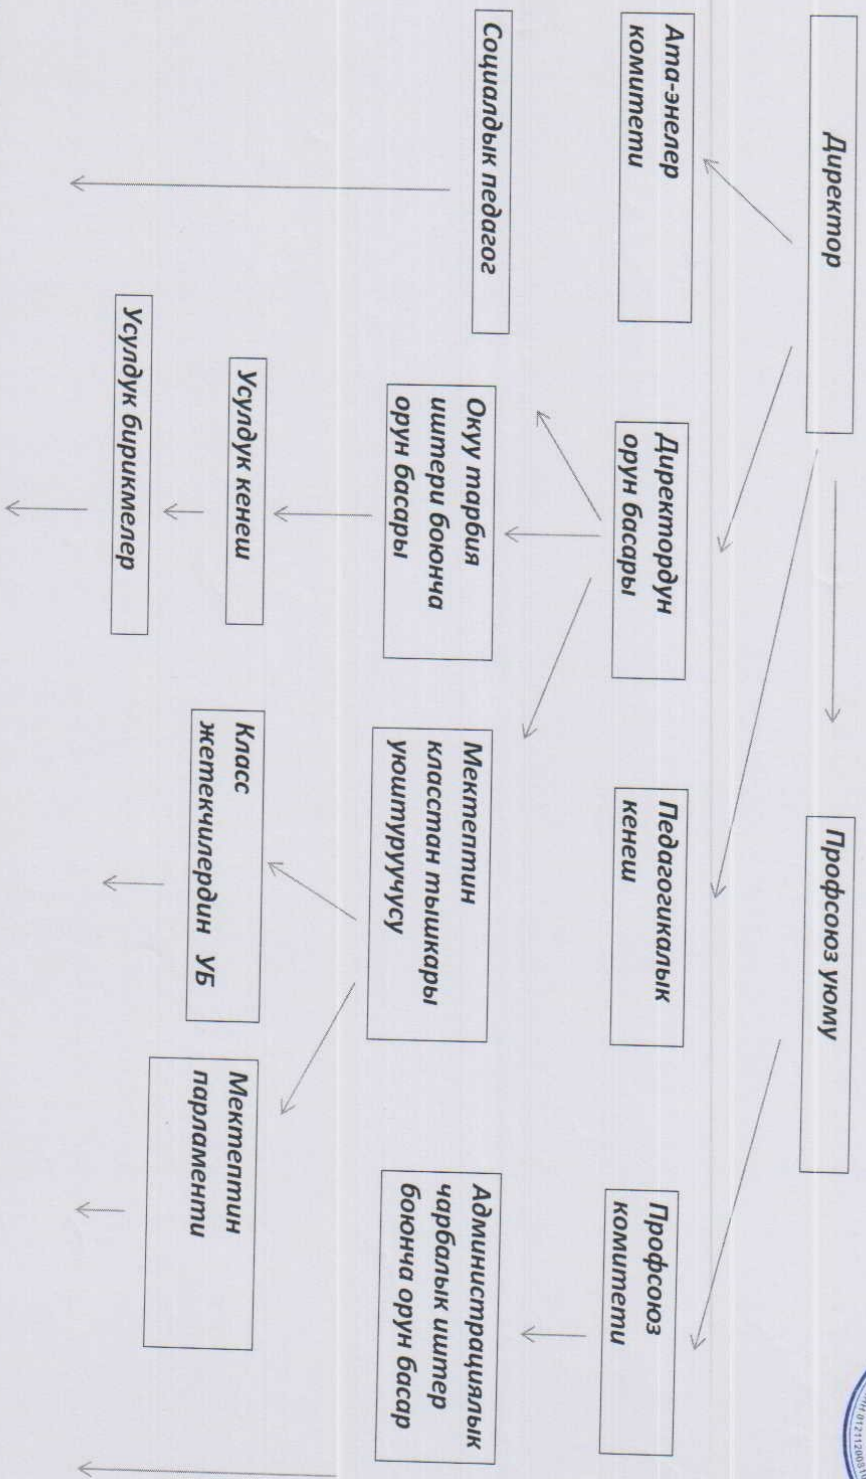 Директор
Профсоюз уюму
Ата-энелер
комитети
Директордун
орун басары
Педагогикалык
кенеш
Профсоюз
комитети
Социалдык педагог
Окуу тарбия
иштери боюнча
орун басары
Мектептин
класстан тышкары
уюштуруучусу
Администрациялык
чарбалык иштер
боюнча орун басар
Усулдук кенеш
Класс
жетекчилердин УБ
Мектептин
парламенти
Усулдук бирикмелер